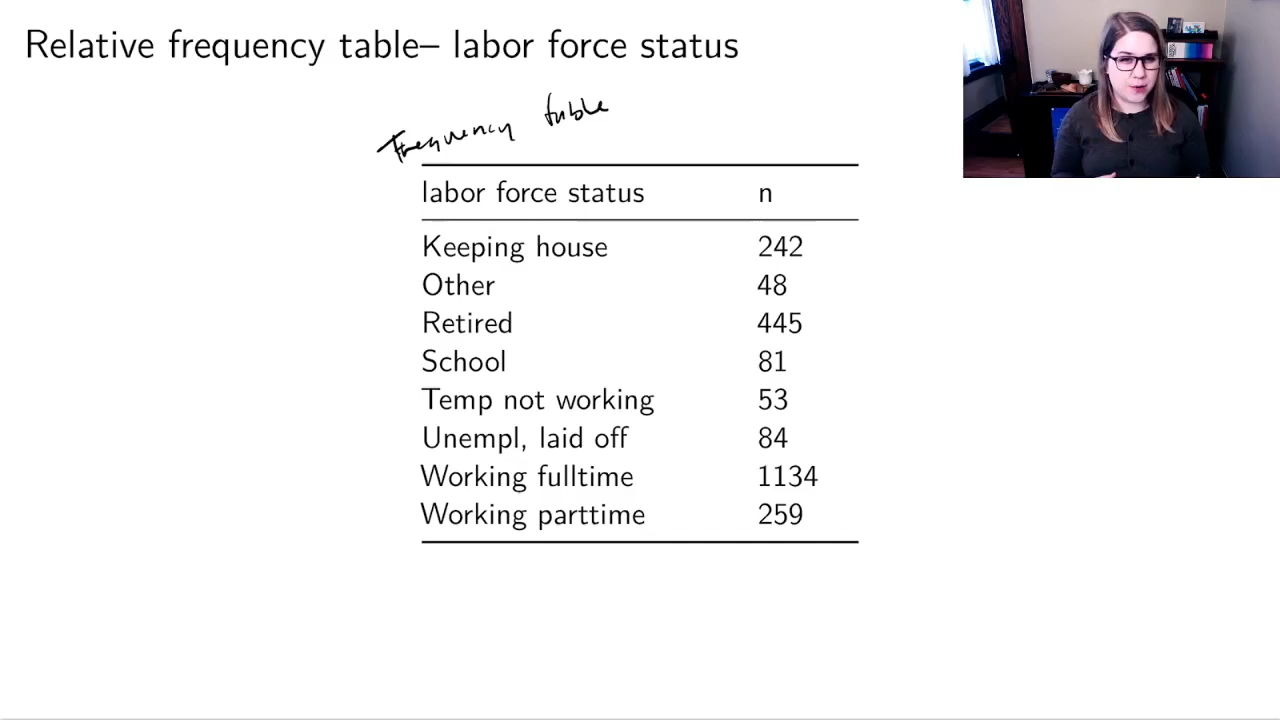 Relative frequency table– labor force status
Frequency table
labor force status n
Keeping house 242
Other 48
Retired 445
School 81
Temp not working 53
Unempl, laid off 84
Working fulltime 1134
Working parttime 259